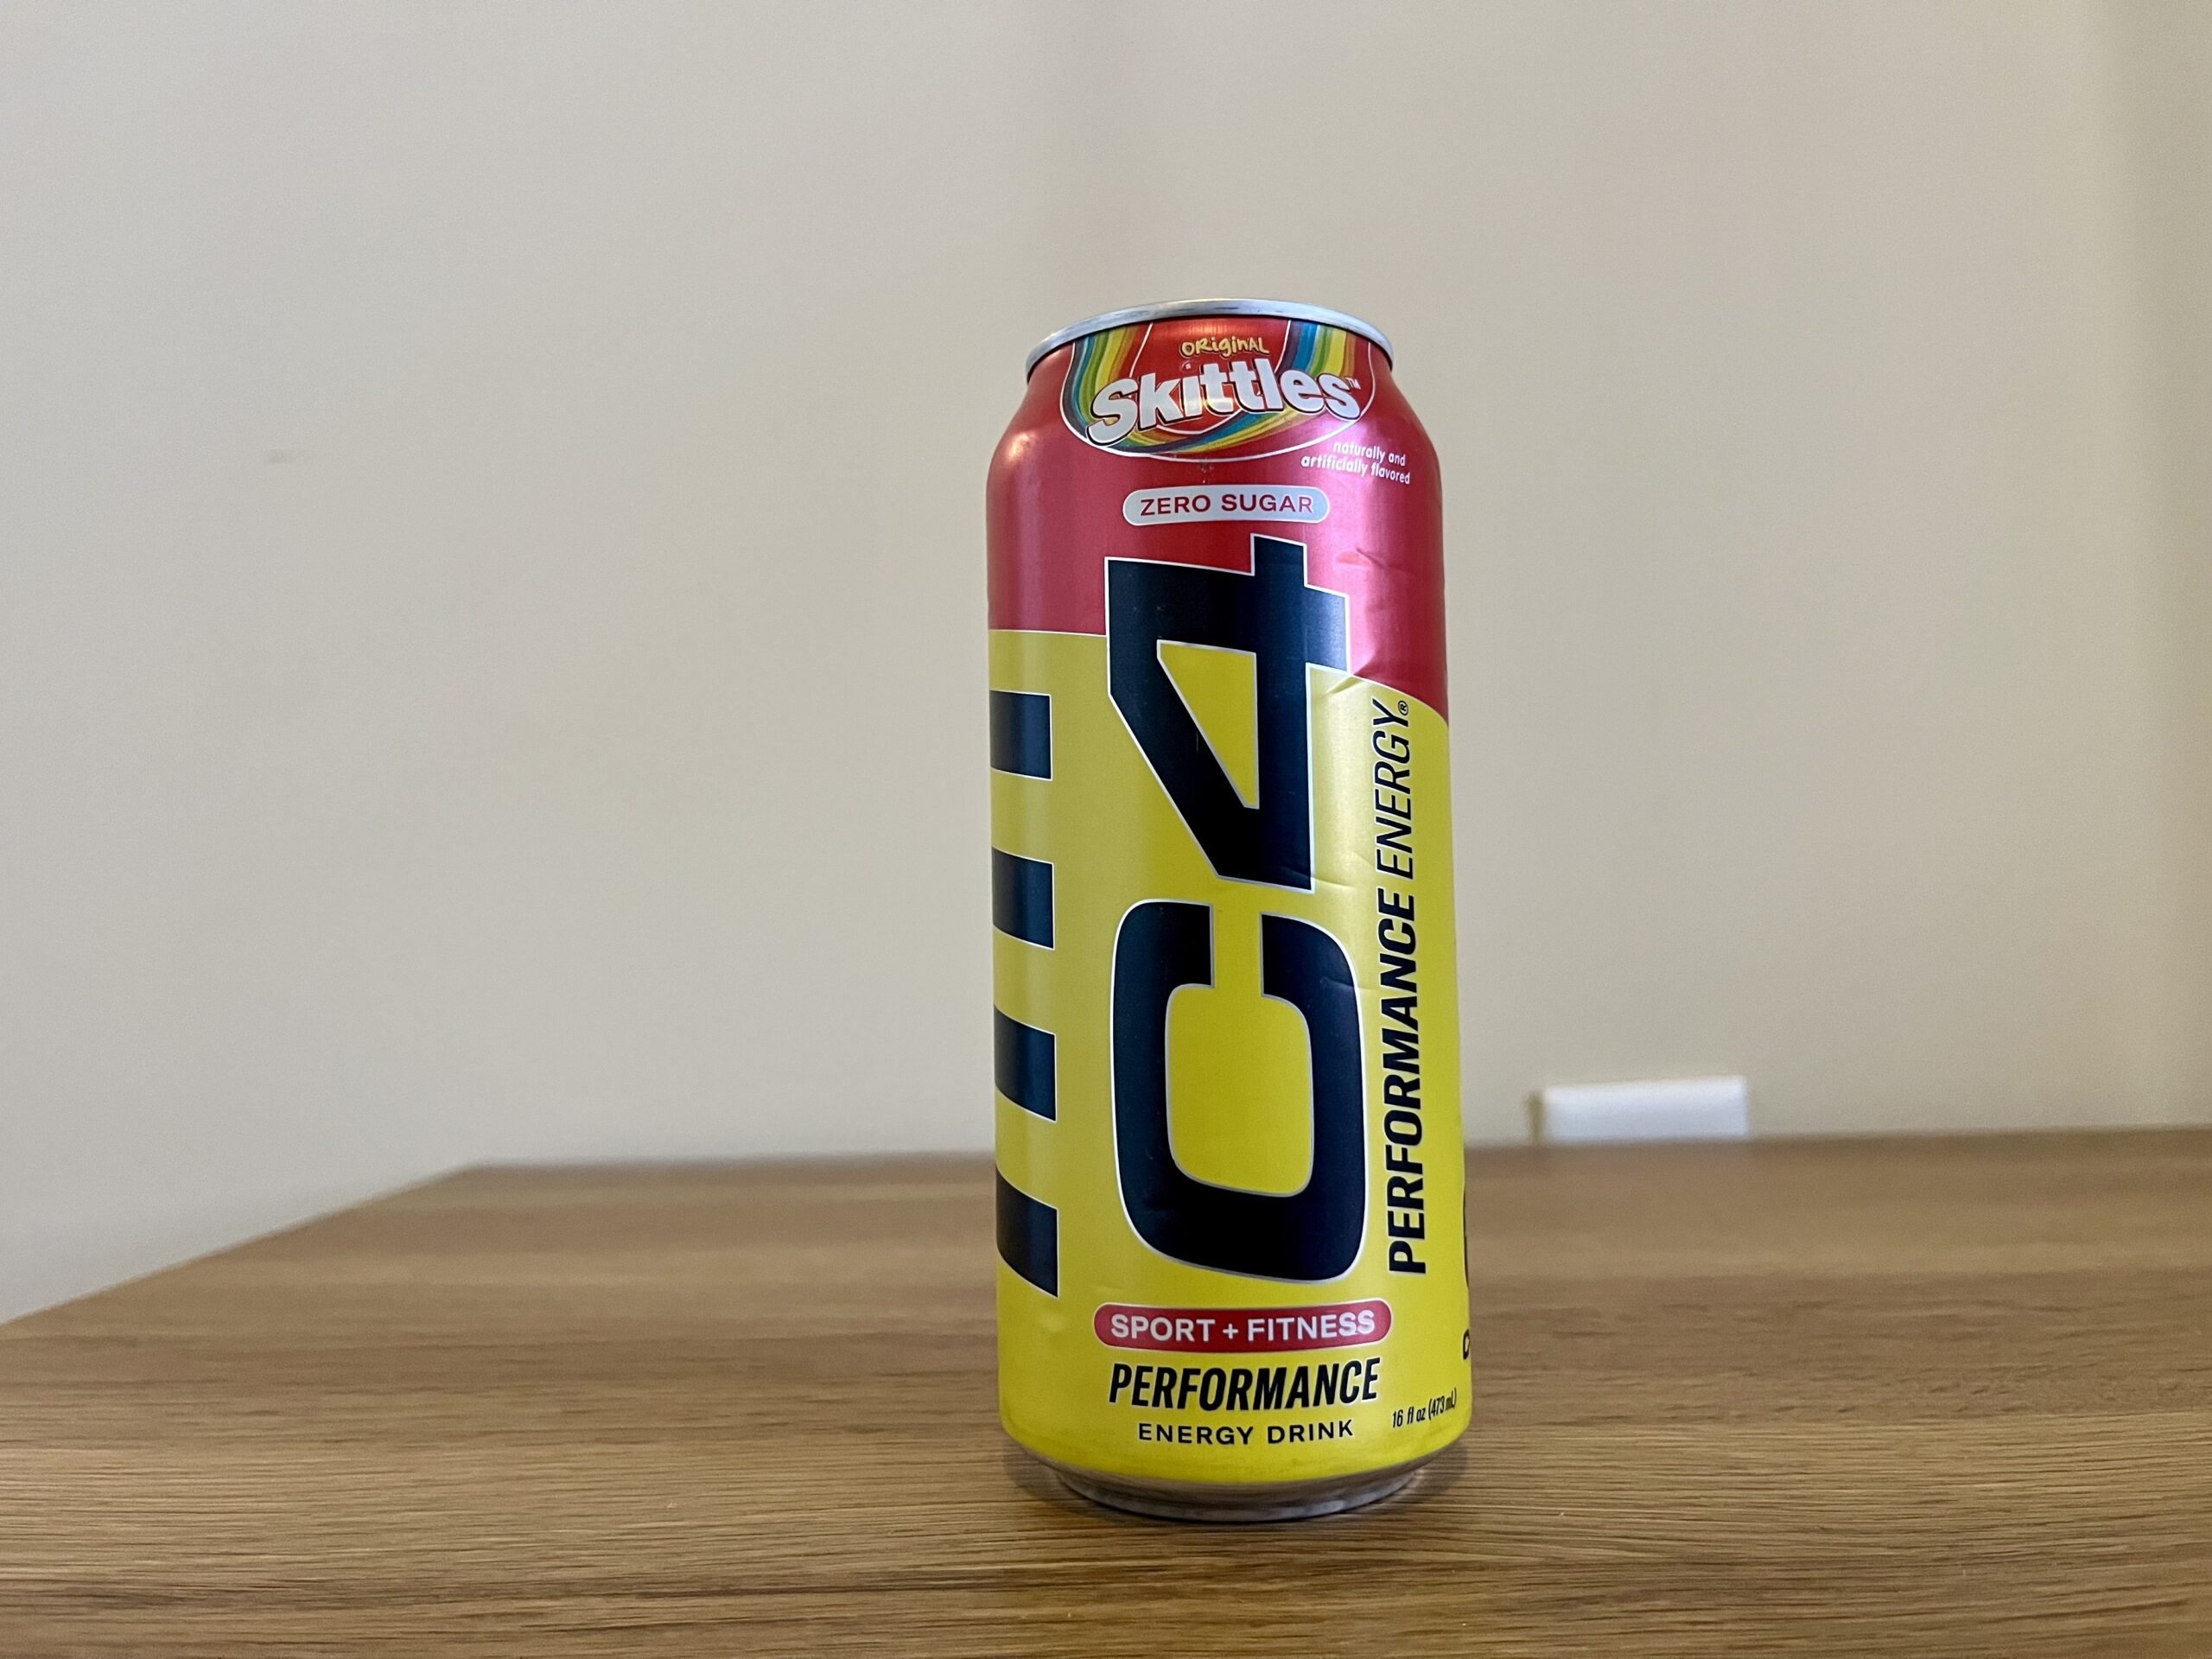 ORiginAL
Skittles™
naturally and
artificially flavored
ZERO SUGAR
C4
PERFORMANCE ENERGY®
SPORT + FITNESS
PERFORMANCE
ENERGY DRINK
16 fl oz (473 mL)